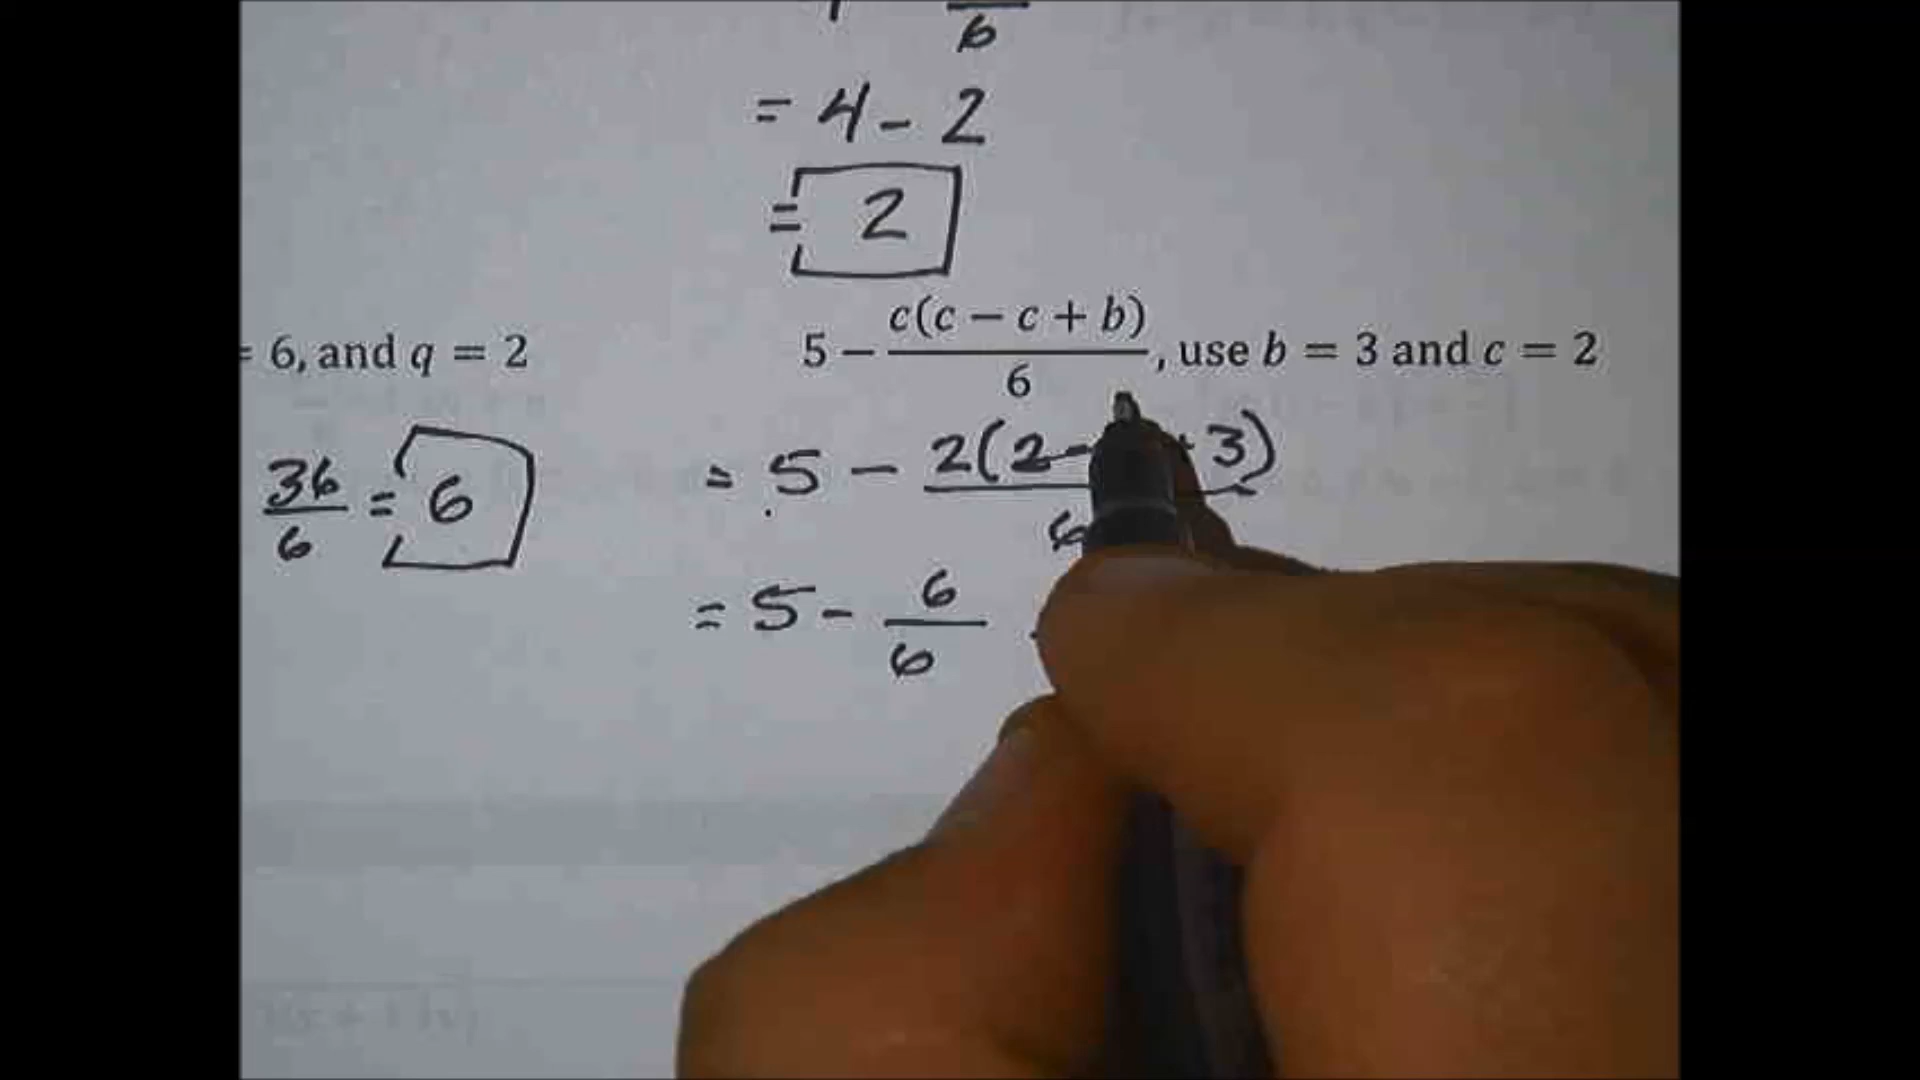 6
= 4 - 2
= 2
= 6, and q = 2
36/6 = 6
5 - c(c - c + b)/6, use b = 3 and c = 2
= 5 - 2(2 - + 3)/6
= 5 - 6/6